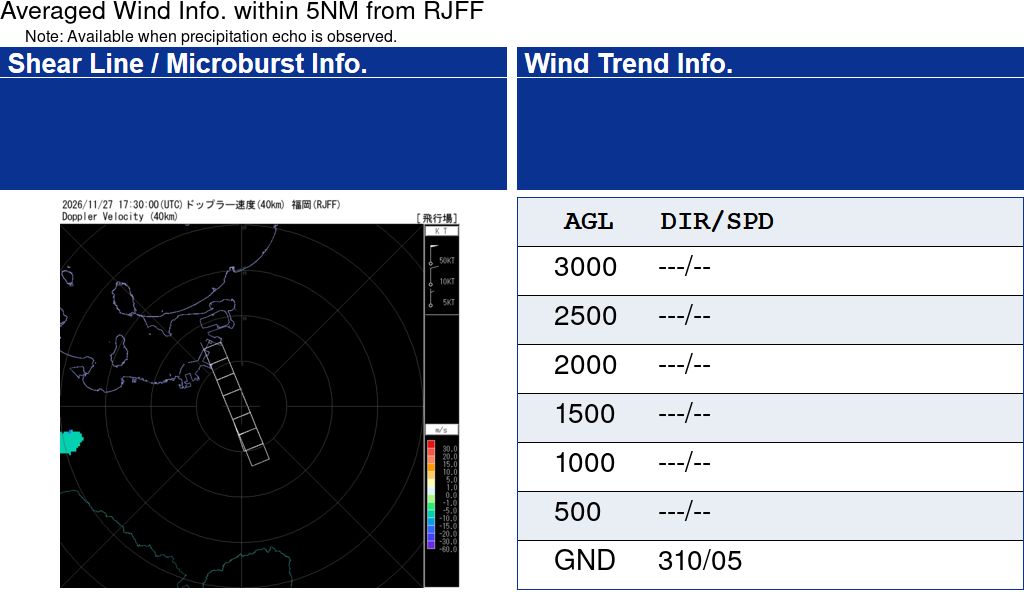 Averaged Wind Info. within 5NM from RJFF
Note: Available when precipitation echo is observed.
Shear Line / Microburst Info.
Wind Trend Info.
2026/11/27 17:30:00(UTC) ドップラー速度(40km) 福岡(RJFF)
Doppler Velocity (40km)
[飛行場]
K T
50KT
10KT
5KT
m/s
30.0
20.0
15.0
10.0
5.0
1.0
0.0
-1.0
-5.0
-10.0
-15.0
-20.0
-30.0
-60.0
AGL DIR/SPD
3000 ---/--
2500 ---/--
2000 ---/--
1500 ---/--
1000 ---/--
500 ---/--
GND 310/05